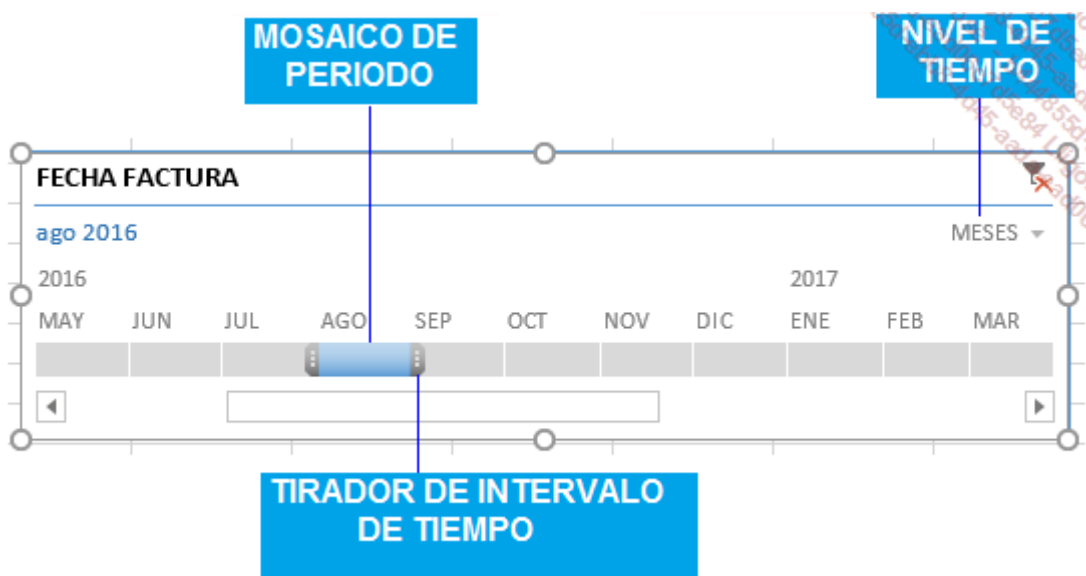 MOSAICO DE
PERIODO
NIVEL DE
TIEMPO
FECHA FACTURA
ago 2016
MESES
2016 2017
MAY JUN JUL AGO SEP OCT NOV DIC ENE FEB MAR
TIRADOR DE INTERVALO
DE TIEMPO